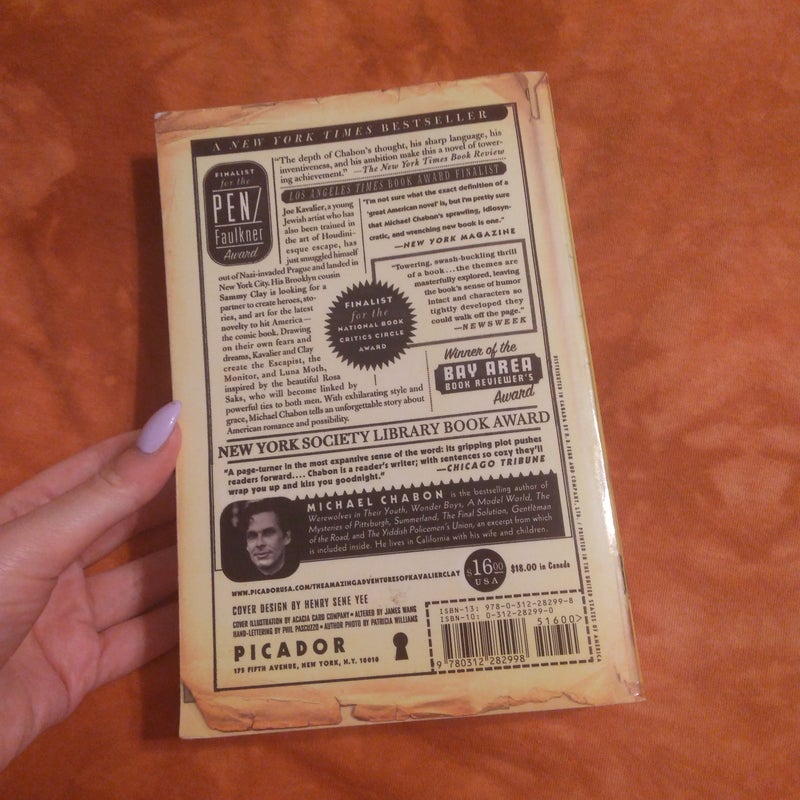 A NEW YORK TIMES BESTSELLER
FINALIST
for the
PEN/
Faulkner
Award
"The depth of Chabon's thought, his sharp language, his
inventiveness, and his ambition make this a novel of tower-
ing achievement." —The New York Times Book Review
LOS ANGELES TIMES BOOK AWARD FINALIST
Joe Kavalier, a young
Jewish artist who has
also been trained in
the art of Houdini-
esque escape, has
just smuggled himself
out of Nazi-invaded Prague and landed in
New York City. His Brooklyn cousin
Sammy Clay is looking for a
partner to create heroes, sto-
ries, and art for the latest
novelty to hit America—
the comic book. Drawing
on their own fears and
dreams, Kavalier and Clay
create the Escapist, the
Monitor, and Luna Moth,
inspired by the beautiful Rosa
Saks, who will become linked by
powerful ties to both men. With exhilarating style and
grace, Michael Chabon tells an unforgettable story about
American romance and possibility.
"I'm not sure what the exact definition of a
'great American novel' is, but I'm pretty sure
that Michael Chabon's sprawling, idiosyn-
cratic, and wrenching new book is one."
—NEW YORK MAGAZINE
"Towering, swash-buckling thrill
of a book...the themes are
masterfully explored, leaving
the book's sense of humor
intact and characters so
tightly developed they
could walk off the page."
—NEWSWEEK
FINALIST
for the
NATIONAL BOOK
CRITICS CIRCLE
AWARD
Winner of the
BAY AREA
BOOK REVIEWER'S
Award
NEW YORK SOCIETY LIBRARY BOOK AWARD
"A page-turner in the most expansive sense of the word: its gripping plot pushes
readers forward.... Chabon is a reader's writer; with sentences so cozy they'll
wrap you up and kiss you goodnight." —CHICAGO TRIBUNE
MICHAEL CHABON is the bestselling author of
Werewolves in Their Youth, Wonder Boys, A Model World, The
Mysteries of Pittsburgh, Summerland, The Final Solution, Gentlemen
of the Road, and The Yiddish Policemen's Union, an excerpt from which
is included inside. He lives in California with his wife and children.
WWW.PICADORUSA.COM/THEAMAZINGADVENTURESOFKAVALIERCLAY
$16.00
USA
$18.00 in Canada
COVER DESIGN BY HENRY SENE YEE
COVER ILLUSTRATION BY ACACIA CARD COMPANY • ALTERED BY JAMES WANG
HAND-LETTERING BY PHIL PASCUZZO • AUTHOR PHOTO BY PATRICIA WILLIAMS
PICADOR
175 FIFTH AVENUE, NEW YORK, N.Y. 10010
ISBN-13: 978-0-312-28299-8
ISBN-10: 0-312-28299-0
51600
9 780312 282998
DISTRIBUTED IN CANADA BY H.B. FENN AND COMPANY, LTD. / PRINTED IN THE UNITED STATES OF AMERICA